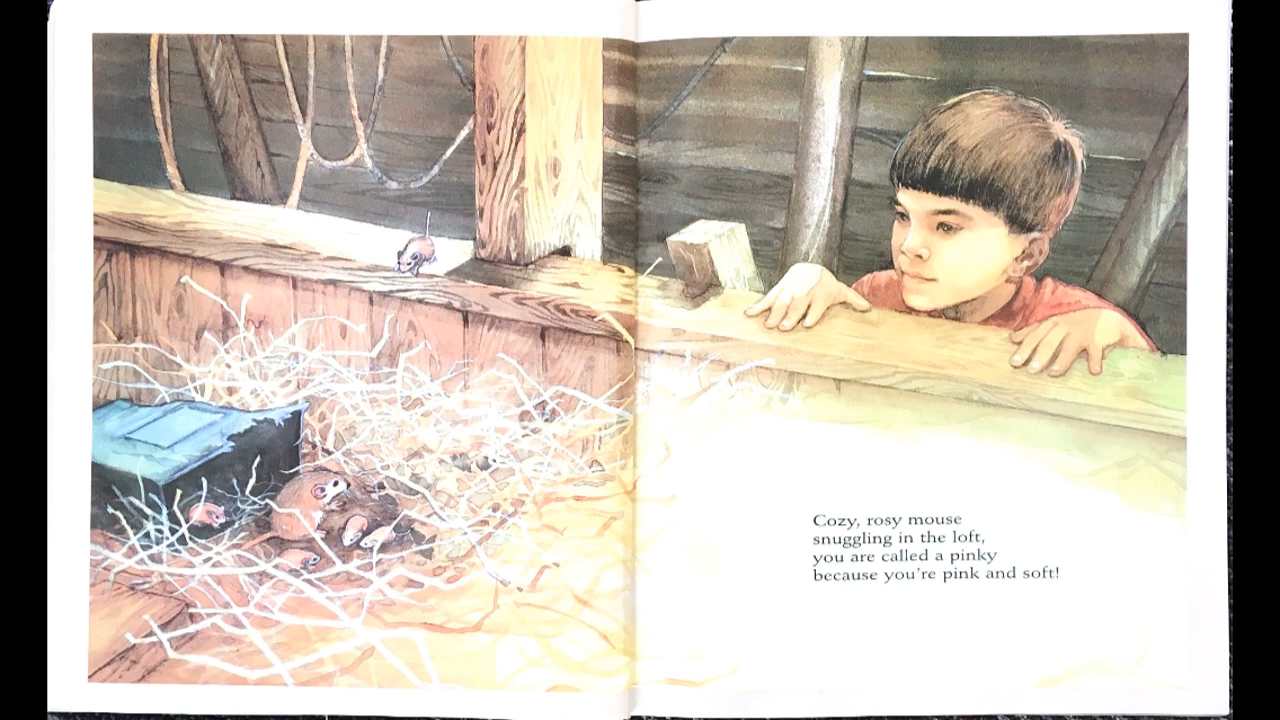 Cozy, rosy mouse
snuggling in the loft,
you are called a pinky
because you're pink and soft!